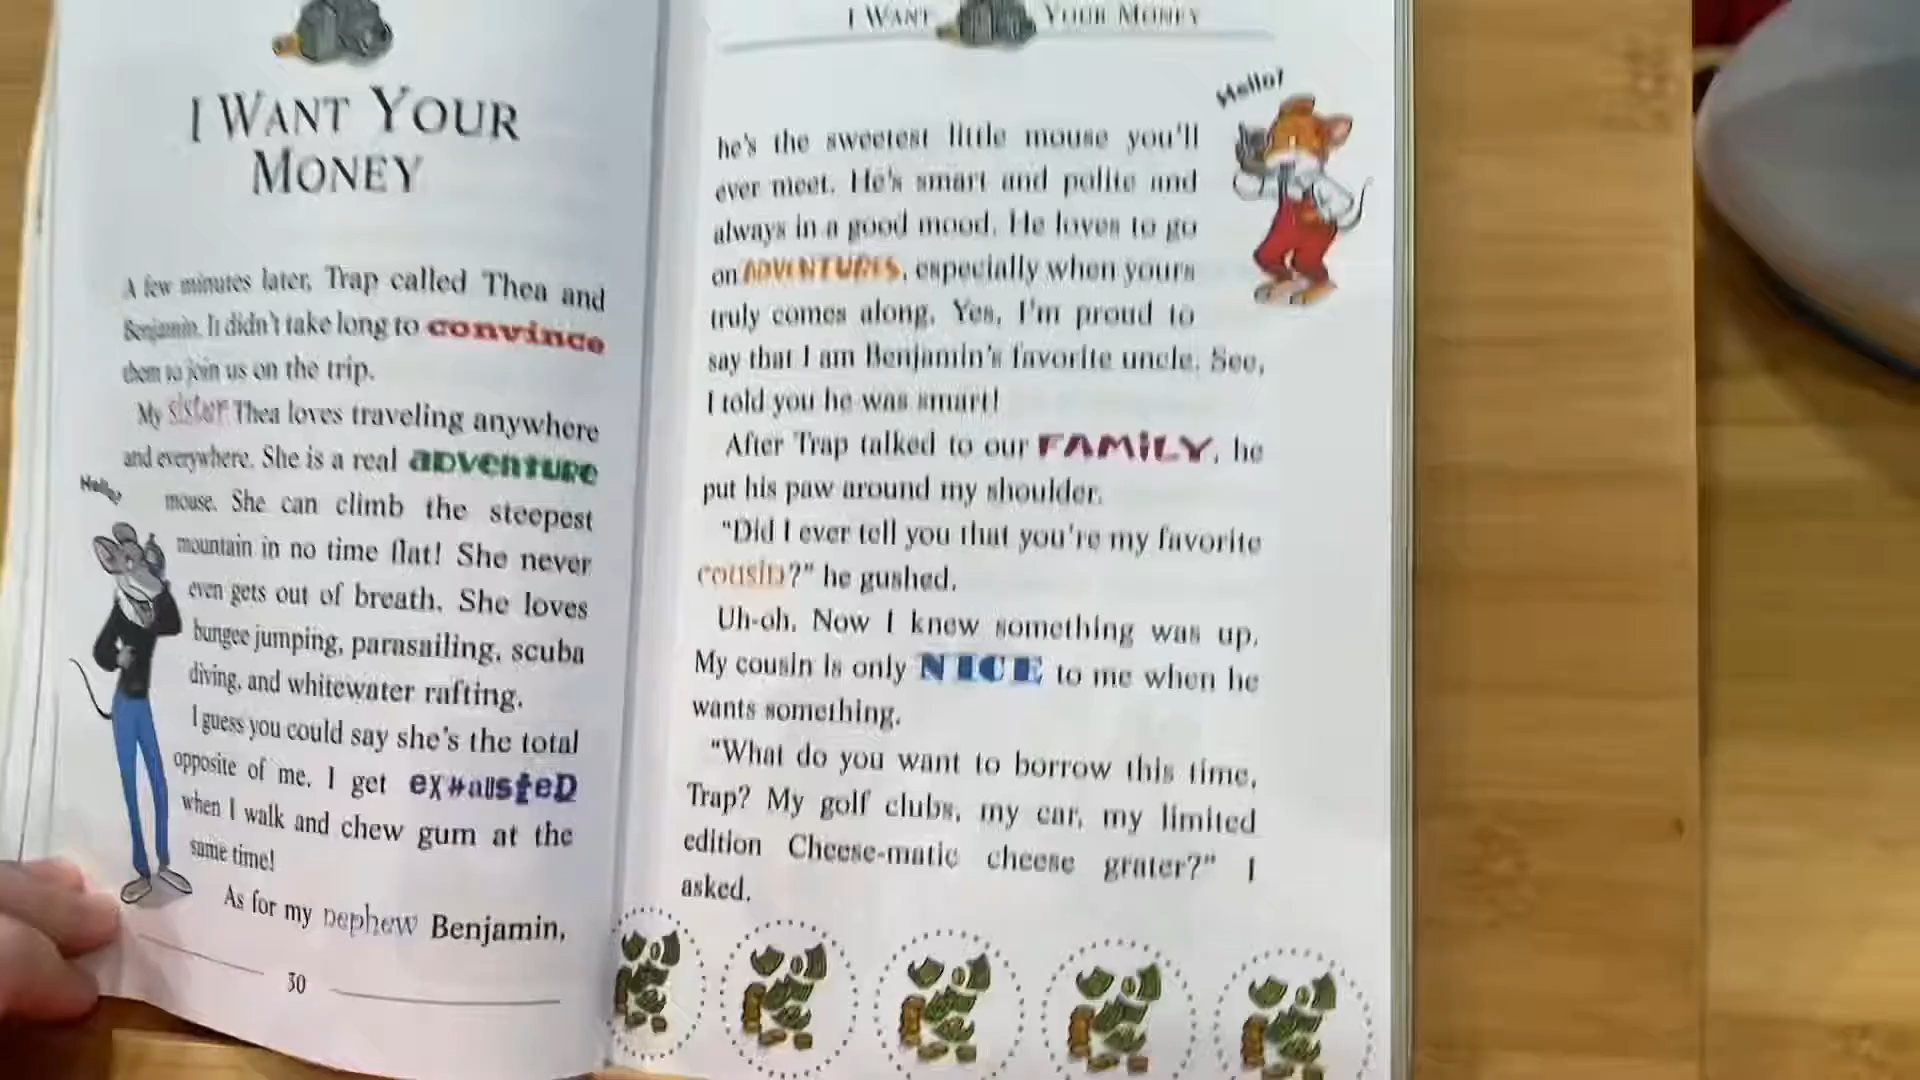 I WANT YOUR
MONEY
A few minutes later, Trap called Thea and
Benjamin. It didn't take long to convince
them to join us on the trip.
My sister Thea loves traveling anywhere
and everywhere. She is a real ADVENTURE
Hello?
mouse. She can climb the steepest
mountain in no time flat! She never
even gets out of breath. She loves
bungee jumping, parasailing, scuba
diving, and whitewater rafting.
I guess you could say she's the total
opposite of me. I get exHausteD
when I walk and chew gum at the
same time!
As for my nephew Benjamin,
30
I WANT YOUR MONEY
Hello?
he's the sweetest little mouse you'll
ever meet. He's smart and polite and
always in a good mood. He loves to go
on ADVENTURES, especially when yours
truly comes along. Yes, I'm proud to
say that I am Benjamin's favorite uncle. See,
I told you he was smart!
After Trap talked to our FAMiLY, he
put his paw around my shoulder.
"Did I ever tell you that you're my favorite
cousin?" he gushed.
Uh-oh. Now I knew something was up.
My cousin is only NICE to me when he
wants something.
"What do you want to borrow this time,
Trap? My golf clubs, my car, my limited
edition Cheese-matic cheese grater?" I
asked.